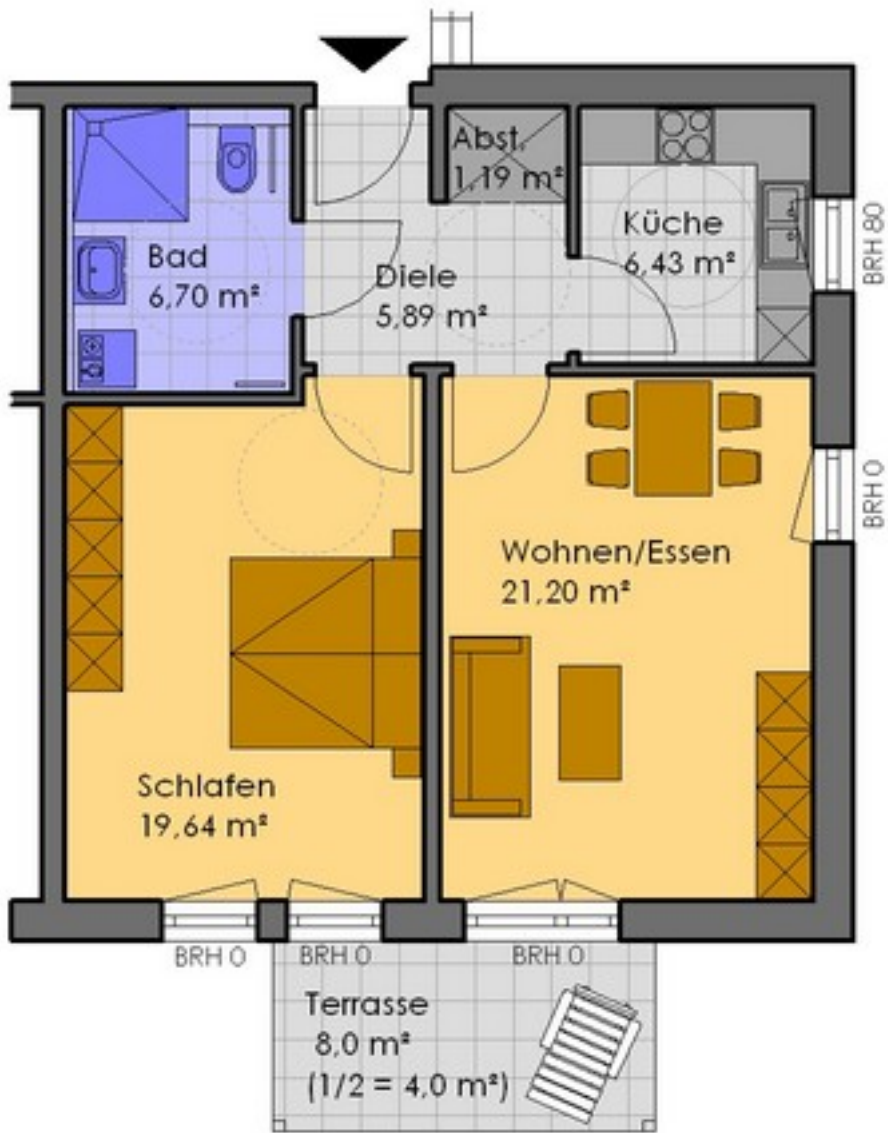 Abst.
1,19 m²
Küche
6,43 m²
BRH 80
Bad
6,70 m²
Diele
5,89 m²
BRH 0
Wohnen/Essen
21,20 m²
Schlafen
19,64 m²
BRH 0
BRH 0
BRH 0
Terrasse
8,0 m²
(1/2 = 4,0 m²)